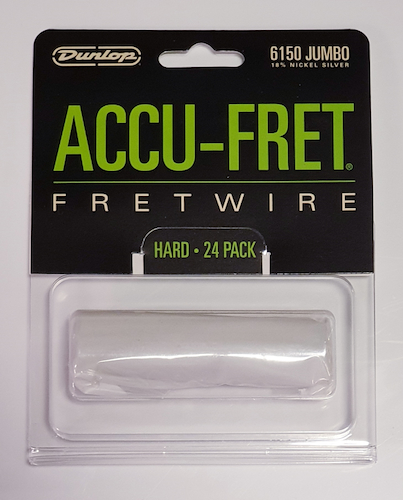 Dunlop
6150 JUMBO
18% NICKEL SILVER
ACCU-FRET®
FRETWIRE
HARD • 24 PACK